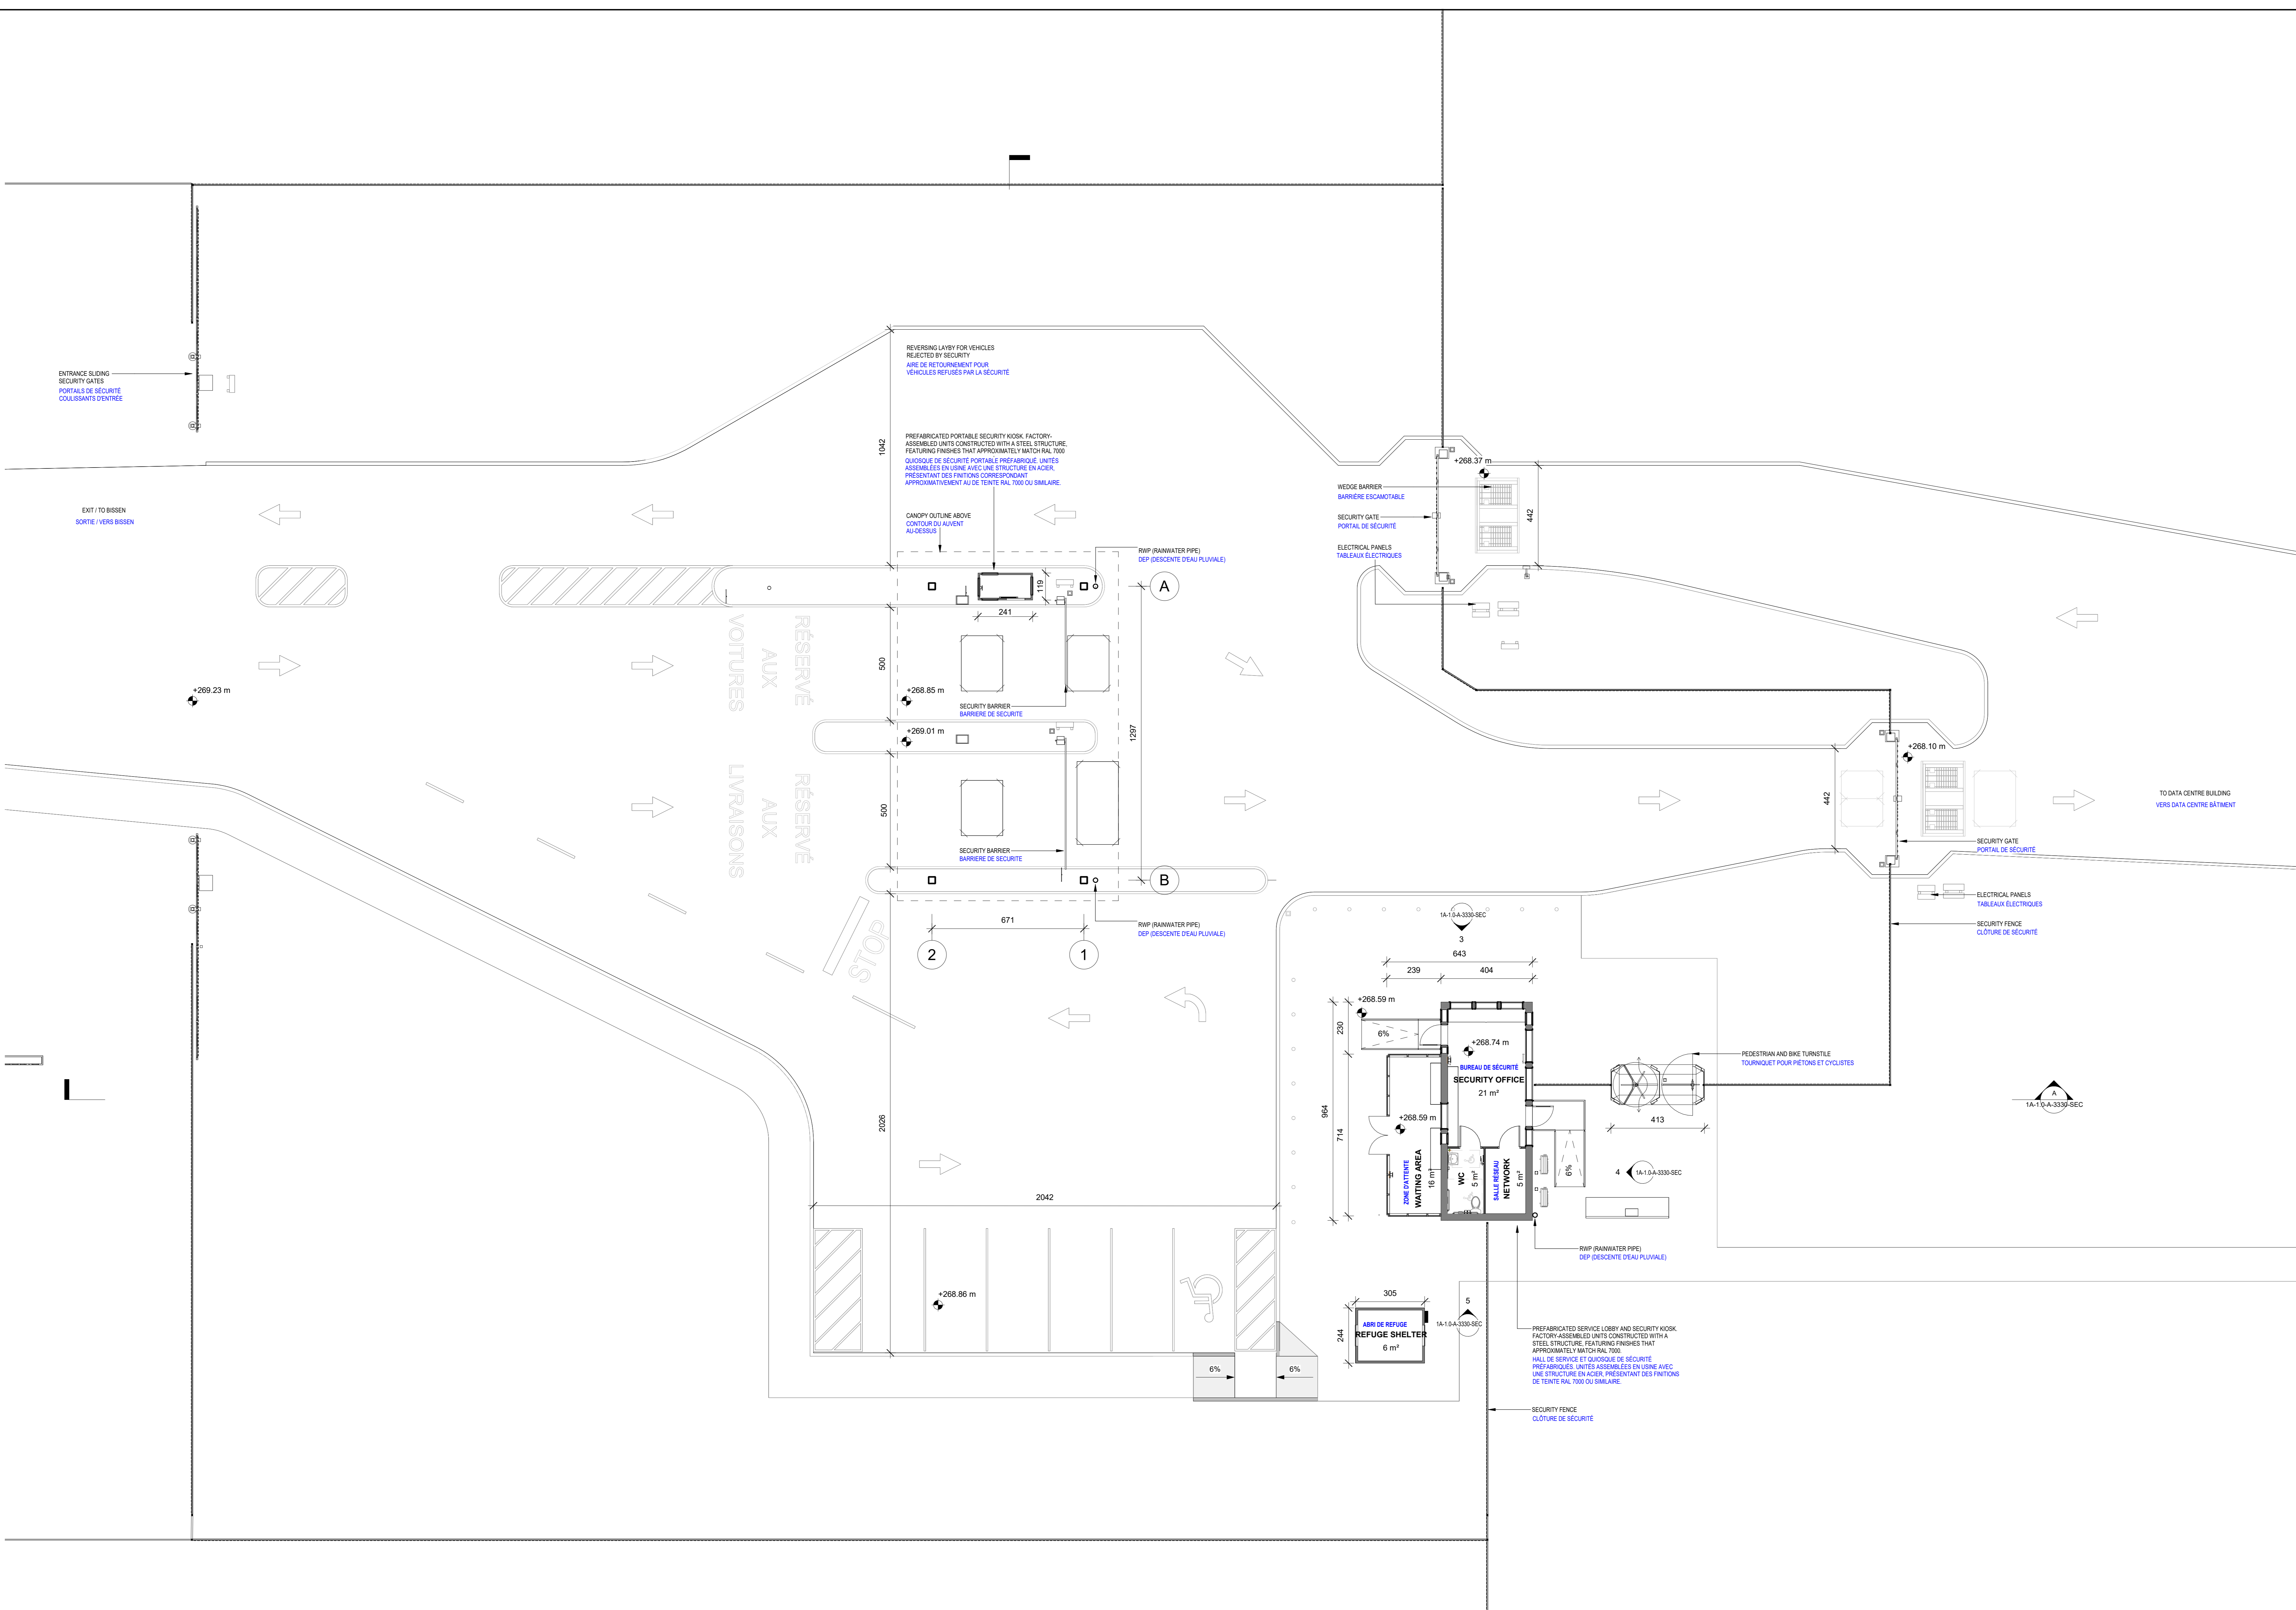 ENTRANCE SLIDING
SECURITY GATES
PORTAILS DE SÉCURITÉ
COULISSANTS D'ENTRÉE
EXIT / TO BISSEN
SORTIE / VERS BISSEN
+269.23 m
REVERSING LAYBY FOR VEHICLES
REJECTED BY SECURITY
AIRE DE RETOURNEMENT POUR
VÉHICULES REFUSÉS PAR LA SÉCURITÉ
1042
PREFABRICATED PORTABLE SECURITY KIOSK. FACTORY-
ASSEMBLED UNITS CONSTRUCTED WITH A STEEL STRUCTURE,
FEATURING FINISHES THAT APPROXIMATELY MATCH RAL 7000
QUIOSQUE DE SÉCURITÉ PORTABLE PRÉFABRIQUÉ. UNITÉS
ASSEMBLÉES EN USINE AVEC UNE STRUCTURE EN ACIER,
PRÉSENTANT DES FINITIONS CORRESPONDANT
APPROXIMATIVEMENT AU DE TEINTE RAL 7000 OU SIMILAIRE.
CANOPY OUTLINE ABOVE
CONTOUR DU AUVENT
AU-DESSUS
RWP (RAINWATER PIPE)
DEP (DESCENTE D'EAU PLUVIALE)
A
119
241
RÉSERVÉ
AUX
VOITURES
500
+268.85 m
SECURITY BARRIER
BARRIERE DE SECURITE
+269.01 m
1297
RÉSERVÉ
AUX
LIVRAISONS
500
SECURITY BARRIER
BARRIERE DE SECURITE
B
RWP (RAINWATER PIPE)
DEP (DESCENTE D'EAU PLUVIALE)
671
2
1
STOP
2026
2042
+268.86 m
6%
6%
+268.37 m
WEDGE BARRIER
BARRIÈRE ESCAMOTABLE
SECURITY GATE
PORTAIL DE SÉCURITÉ
ELECTRICAL PANELS
TABLEAUX ÉLECTRIQUES
442
+268.10 m
442
TO DATA CENTRE BUILDING
VERS DATA CENTRE BÂTIMENT
SECURITY GATE
PORTAIL DE SÉCURITÉ
ELECTRICAL PANELS
TABLEAUX ÉLECTRIQUES
SECURITY FENCE
CLÔTURE DE SÉCURITÉ
1A-1.0-A-3330-SEC
3
643
239
404
+268.59 m
230
6%
+268.74 m
BUREAU DE SÉCURITÉ
SECURITY OFFICE
21 m²
964
714
+268.59 m
ZONE D'ATTENTE
WAITING AREA
16 m²
WC
5 m²
SALLE RÉSEAU
NETWORK
5 m²
6%
PEDESTRIAN AND BIKE TURNSTILE
TOURNIQUET POUR PIÉTONS ET CYCLISTES
413
A
1A-1.0-A-3330-SEC
4
1A-1.0-A-3330-SEC
RWP (RAINWATER PIPE)
DEP (DESCENTE D'EAU PLUVIALE)
305
244
ABRI DE REFUGE
REFUGE SHELTER
6 m²
5
1A-1.0-A-3330-SEC
PREFABRICATED SERVICE LOBBY AND SECURITY KIOSK.
FACTORY-ASSEMBLED UNITS CONSTRUCTED WITH A
STEEL STRUCTURE, FEATURING FINISHES THAT
APPROXIMATELY MATCH RAL 7000.
HALL DE SERVICE ET QUIOSQUE DE SÉCURITÉ
PRÉFABRIQUÉS. UNITÉS ASSEMBLÉES EN USINE AVEC
UNE STRUCTURE EN ACIER, PRÉSENTANT DES FINITIONS
DE TEINTE RAL 7000 OU SIMILAIRE.
SECURITY FENCE
CLÔTURE DE SÉCURITÉ